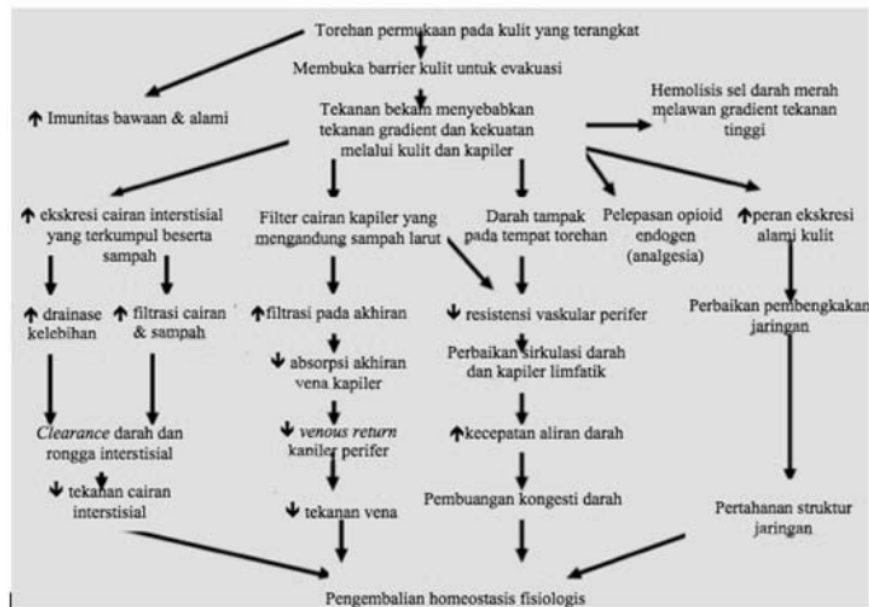 Torehan permukaan pada kulit yang terangkat
Membuka barrier kulit untuk evakuasi
↑ Imunitas bawaan & alami
Tekanan bekam menyebabkan
tekanan gradient dan kekuatan
melalui kulit dan kapiler
Hemolisis sel darah merah
melawan gradient tekanan
tinggi
↑ ekskresi cairan interstisial
yang terkumpul beserta
sampah
Filter cairan kapiler yang
mengandung sampah larut
Darah tampak
pada tempat torehan
Pelepasan opioid
endogen
(analgesia)
↑peran ekskresi
alami kulit
↑ drainase
kelebihan
↑ filtrasi cairan
& sampah
↑filtrasi pada akhiran
↓ resistensi vaskular perifer
Perbaikan pembengkakan
jaringan
↓ absorpsi akhiran
vena kapiler
Perbaikan sirkulasi darah
dan kapiler limfatik
Clearance darah dan
rongga interstisial
↓ venous return
kapiler perifer
↑kecepatan aliran darah
↓ tekanan cairan
interstisial
↓ tekanan vena
Pembuangan kongesti darah
Pertahanan struktur
jaringan
Pengembalian homeostasis fisiologis